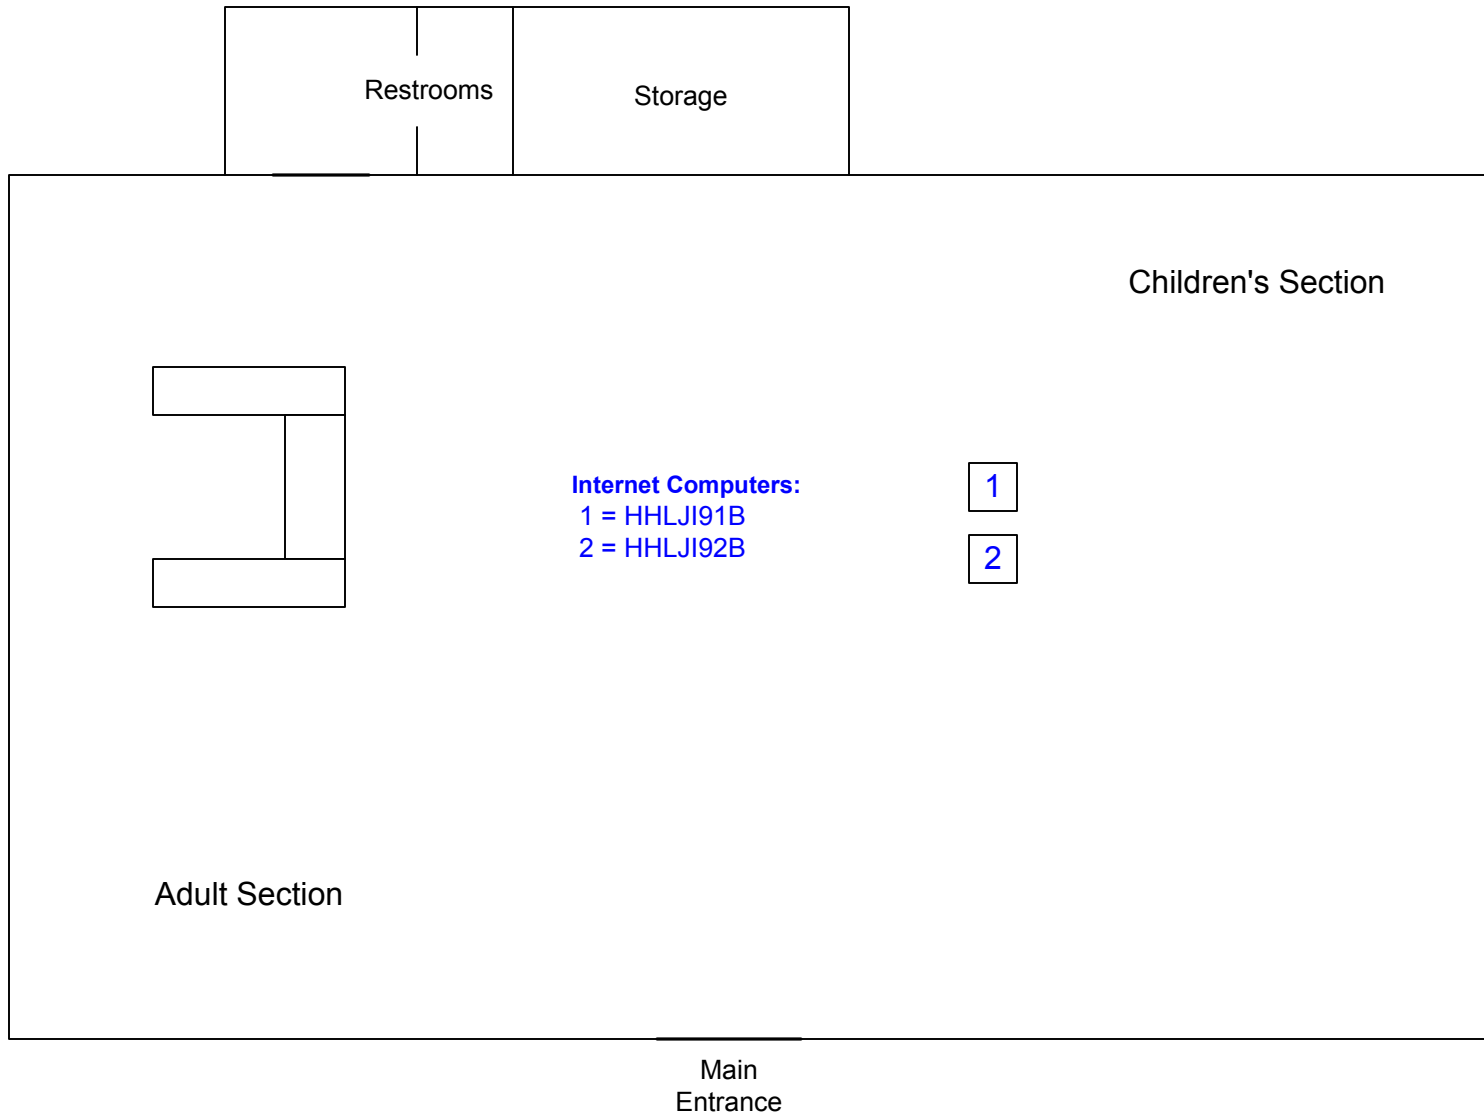 Restrooms
Storage
Children's Section
Internet Computers:
1 = HHLJI91B
2 = HHLJI92B
1
2
Adult Section
Main
Entrance